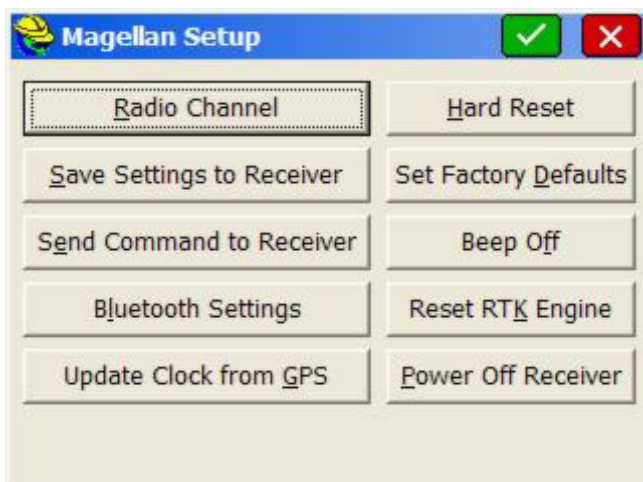 Magellan Setup
Radio Channel
Hard Reset
Save Settings to Receiver
Set Factory Defaults
Send Command to Receiver
Beep Off
Bluetooth Settings
Reset RTK Engine
Update Clock from GPS
Power Off Receiver